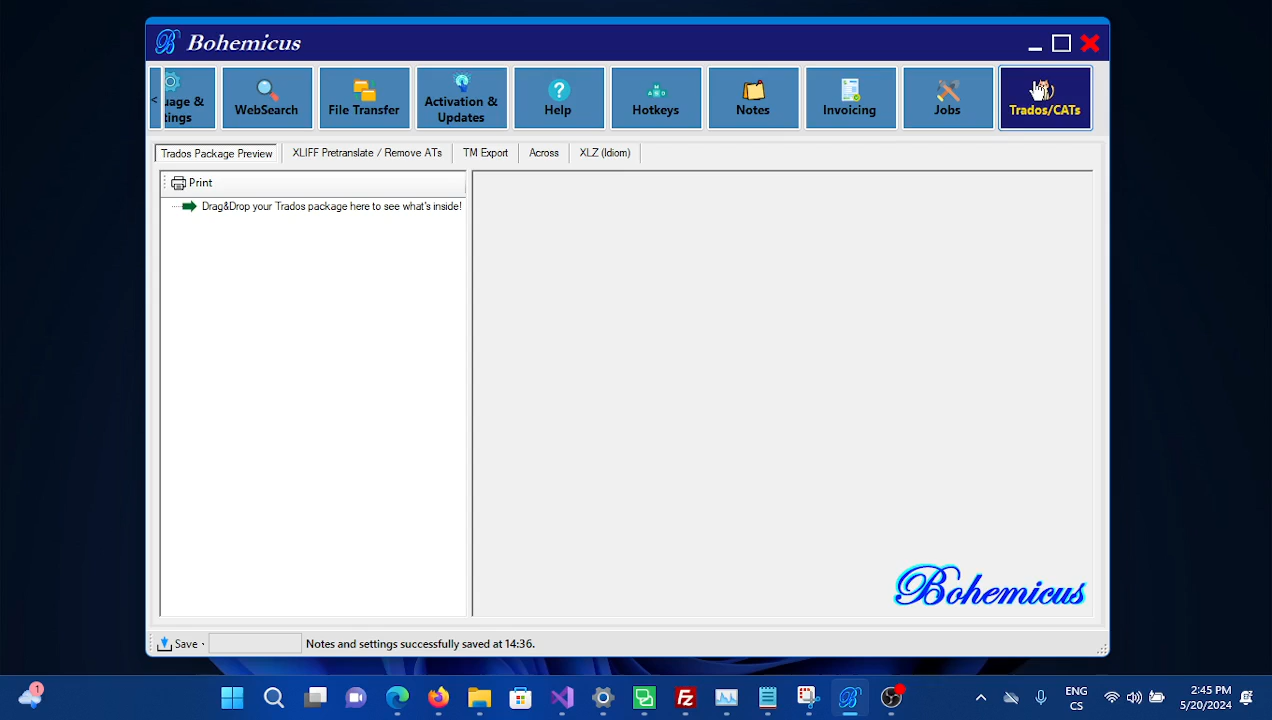 Bohemicus
<
uage &
tings
WebSearch
File Transfer
Activation &
Updates
Help
Hotkeys
Notes
Invoicing
Jobs
Trados/CATs
Trados Package Preview
XLIFF Pretranslate / Remove ATs
TM Export
Across
XLZ (Idiom)
Print
Drag&Drop your Trados package here to see what's inside!
Bohemicus
Save
Notes and settings successfully saved at 14:36.
1
ENG
CS
2:45 PM
5/20/2024